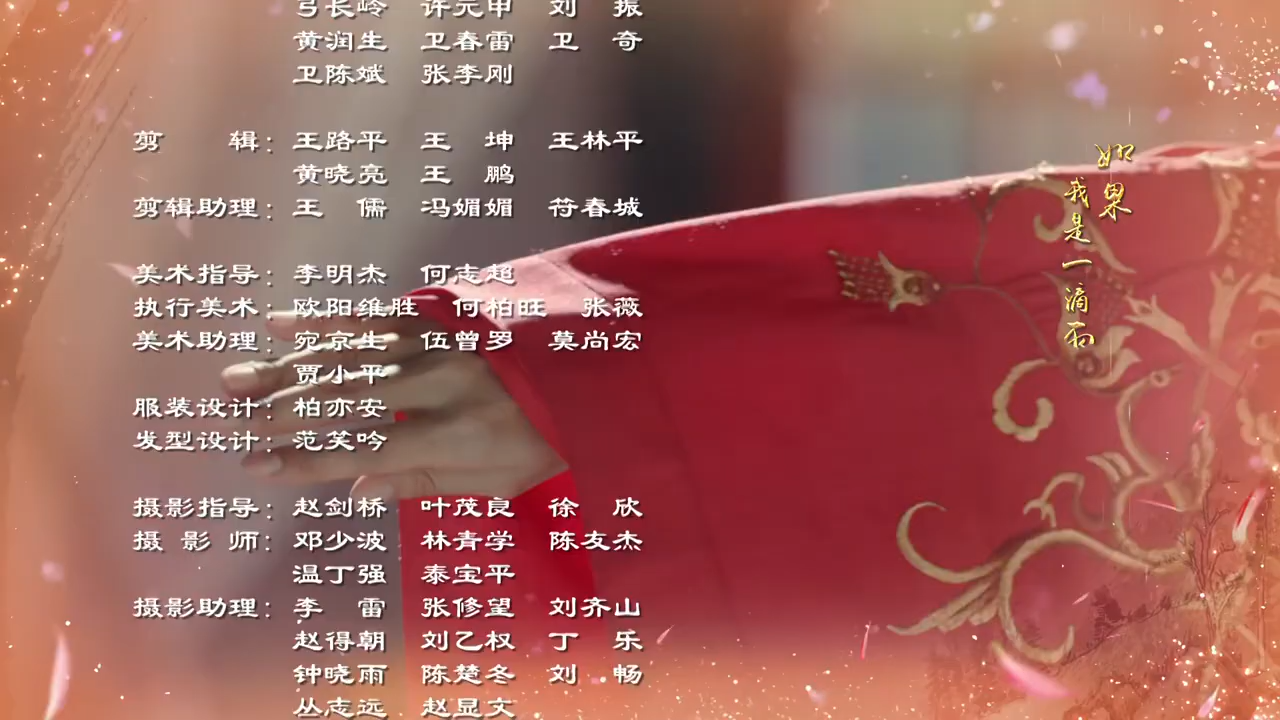 弓长岭 许元甲 刘 振
黄润生 卫春雷 卫 奇
卫陈斌 张李刚
剪 辑：王路平 王 坤 王林平
黄晓亮 王 鹏
剪辑助理：王 儒 冯媚媚 符春城
美术指导：李明杰 何志超
执行美术：欧阳维胜 何柏旺 张薇
美术助理：宛京生 伍曾罗 莫尚宏
贾小平
服装设计：柏亦安
发型设计：范笑吟
摄影指导：赵剑桥 叶茂良 徐 欣
摄 影 师：邓少波 林青学 陈友杰
温丁强 泰宝平
摄影助理：李 雷 张修望 刘齐山
赵得朝 刘乙权 丁 乐
钟晓雨 陈楚冬 刘 畅
丛志远 赵显文
如果
我是一滴雨